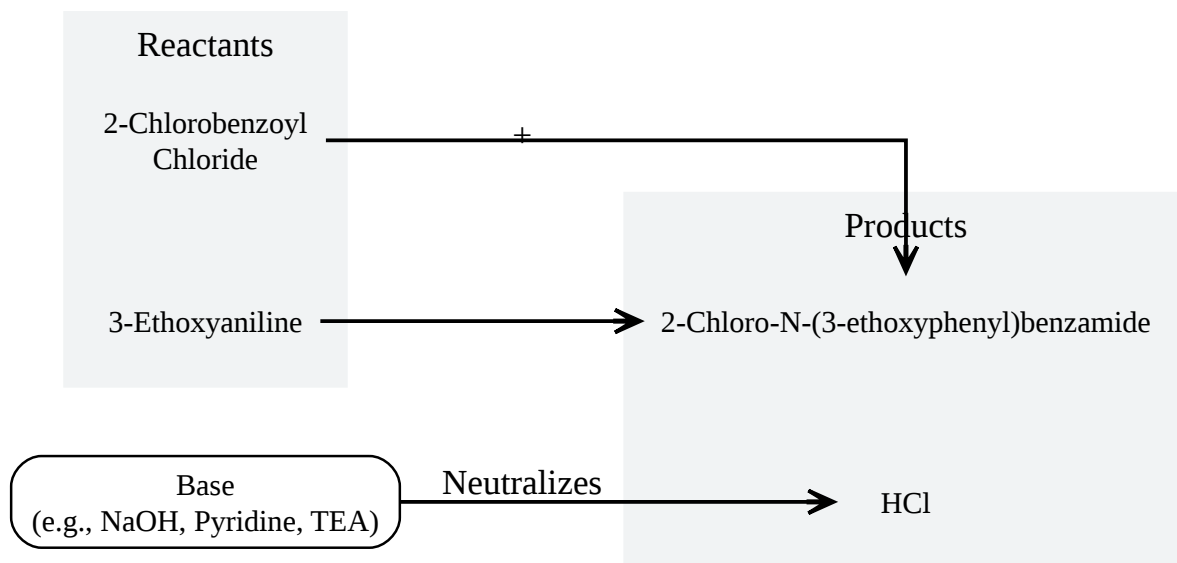 Reactants
2-Chlorobenzoyl
Chloride
+
Products
3-Ethoxyaniline
2-Chloro-N-(3-ethoxyphenyl)benzamide
Base
(e.g., NaOH, Pyridine, TEA)
Neutralizes
HCl